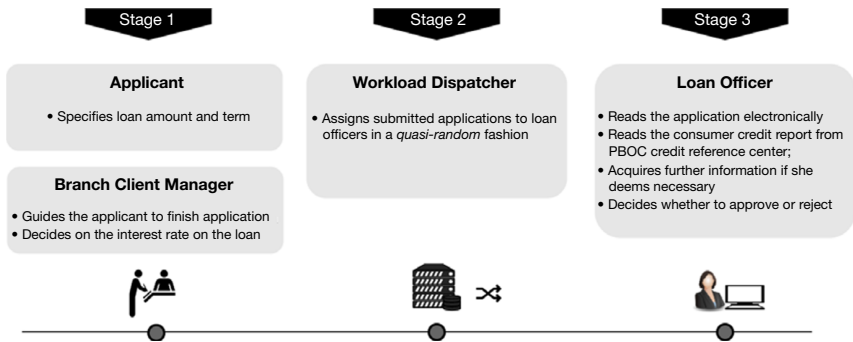 Stage 1
Applicant
• Specifies loan amount and term
Branch Client Manager
• Guides the applicant to finish application
• Decides on the interest rate on the loan
Stage 2
Workload Dispatcher
• Assigns submitted applications to loan
officers in a quasi-random fashion
Stage 3
Loan Officer
• Reads the application electronically
• Reads the consumer credit report from
PBOC credit reference center;
• Acquires further information if she
deems necessary
• Decides whether to approve or reject